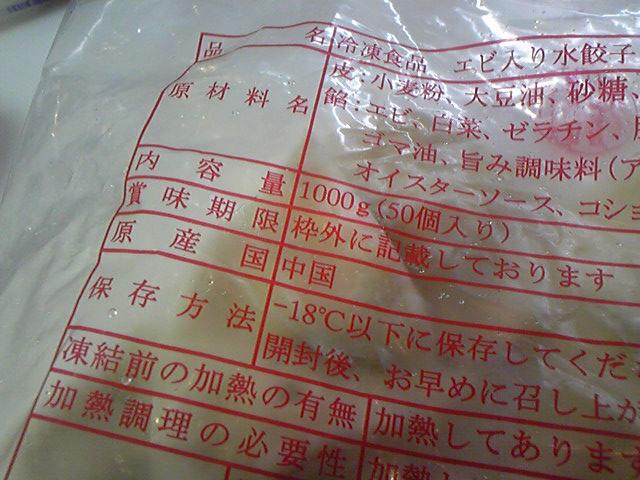 品名 冷凍食品 エビ入り水餃子
原材料名 皮:小麦粉、大豆油、砂糖、
餡:エビ、白菜、ゼラチン、
ゴマ油、旨み調味料(ア
オイスターソース、コショ
内容量 1000g(50個入り)
賞味期限 枠外に記載しております
原産国 中国
保存方法 -18℃以下に保存してくだ
開封後、お早めに召し上が
凍結前の加熱の有無 加熱してあります
加熱調理の必要性 加熱